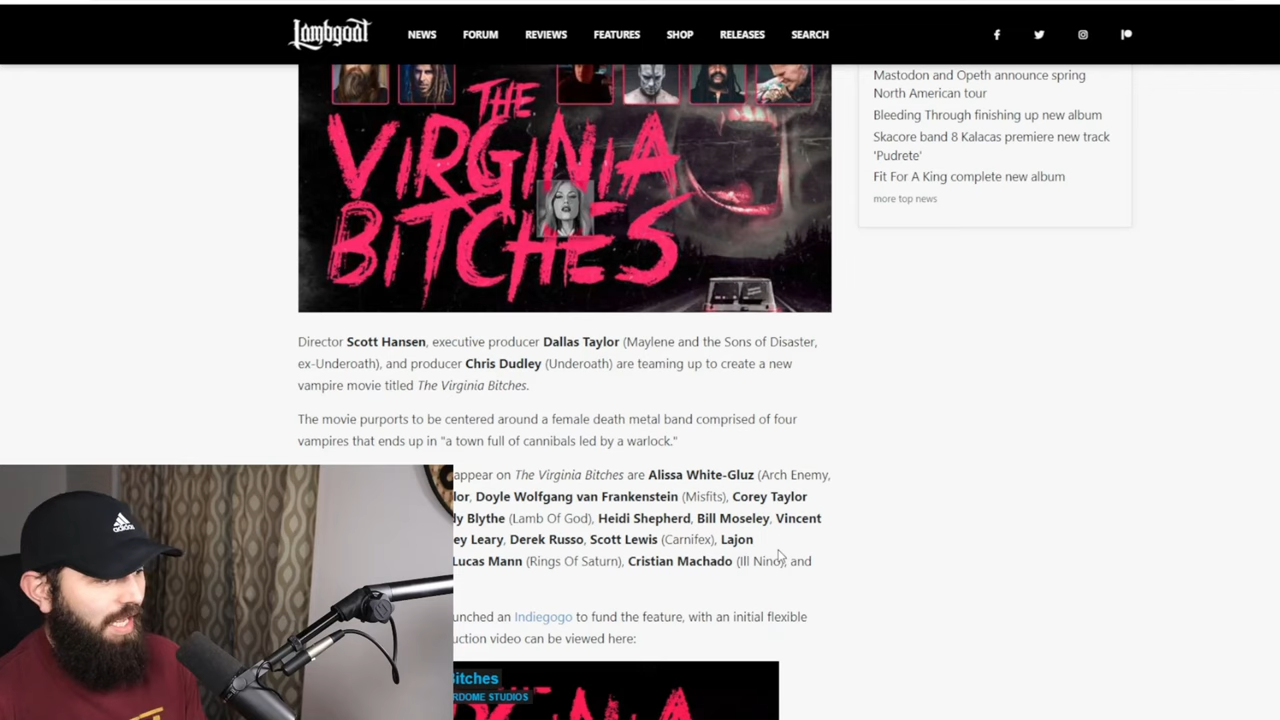 Lambgoat
NEWS FORUM REVIEWS FEATURES SHOP RELEASES SEARCH
THE
VIRGINIA
BITCHES
Mastodon and Opeth announce spring
North American tour
Bleeding Through finishing up new album
Skacore band 8 Kalacas premiere new track
'Pudrete'
Fit For A King complete new album
more top news
Director Scott Hansen, executive producer Dallas Taylor (Maylene and the Sons of Disaster,
ex-Underoath), and producer Chris Dudley (Underoath) are teaming up to create a new
vampire movie titled The Virginia Bitches.
The movie purports to be centered around a female death metal band comprised of four
vampires that ends up in "a town full of cannibals led by a warlock."
appear on The Virginia Bitches are Alissa White-Gluz (Arch Enemy,
lor, Doyle Wolfgang van Frankenstein (Misfits), Corey Taylor
ly Blythe (Lamb Of God), Heidi Shepherd, Bill Moseley, Vincent
ey Leary, Derek Russo, Scott Lewis (Carnifex), Lajon
Lucas Mann (Rings Of Saturn), Cristian Machado (Ill Nino), and
unched an Indiegogo to fund the feature, with an initial flexible
uction video can be viewed here:
itches
RDOME STUDIOS